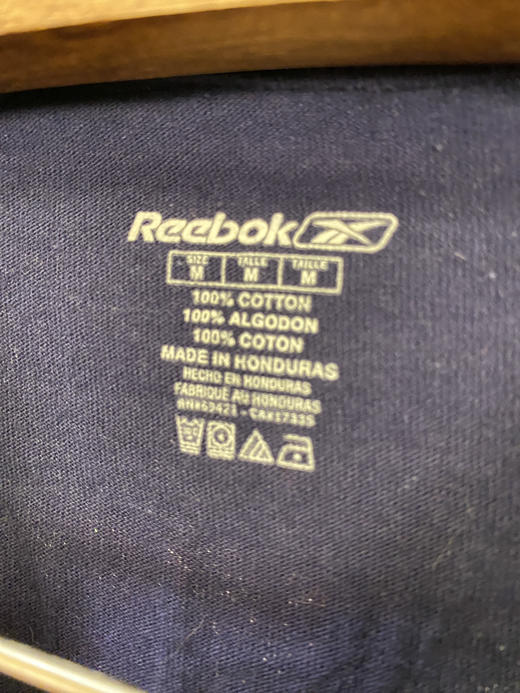 Reebok
SIZE TALLE TAILLE
M M M
100% COTTON
100% ALGODON
100% COTON
MADE IN HONDURAS
HECHO EN HONDURAS
FABRIQUE AU HONDURAS